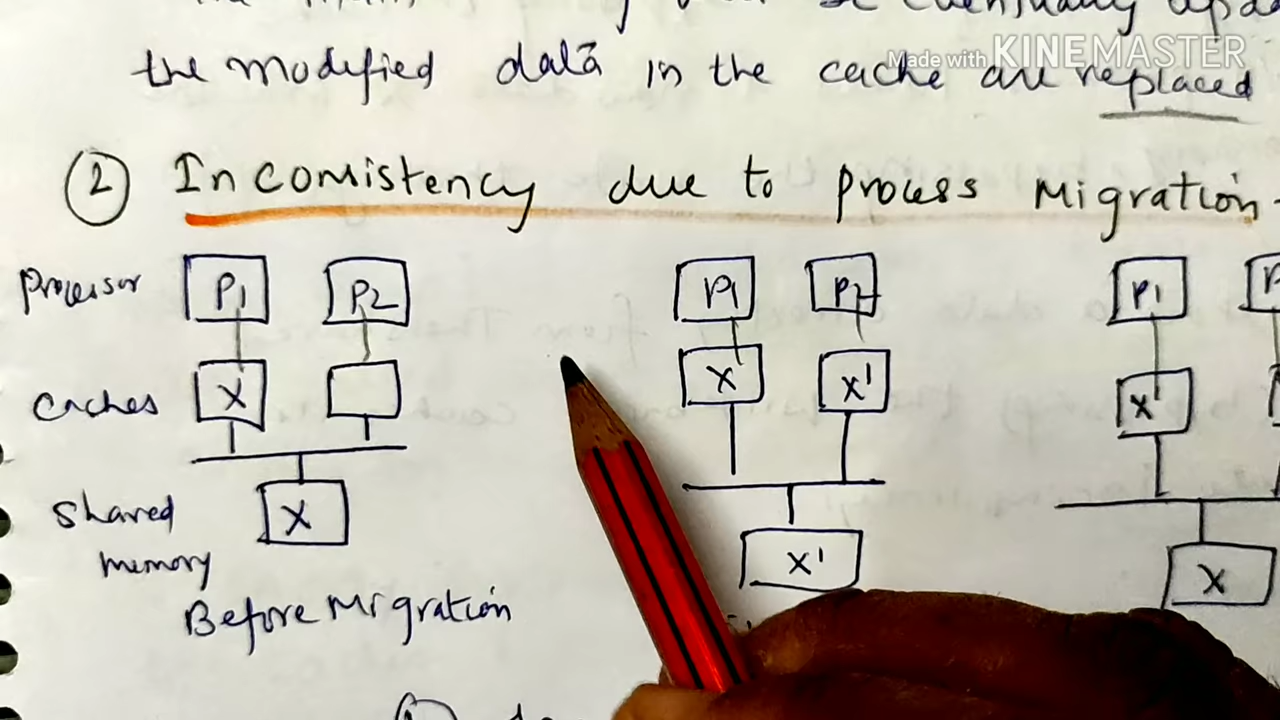 Made with KINEMASTER
the modified data in the cache are replaced
② Inconsistency due to process Migration.
Processor P1 P2 P1 P2 P1
Caches X X X' X'
Shared memory X X' X
Before Migration